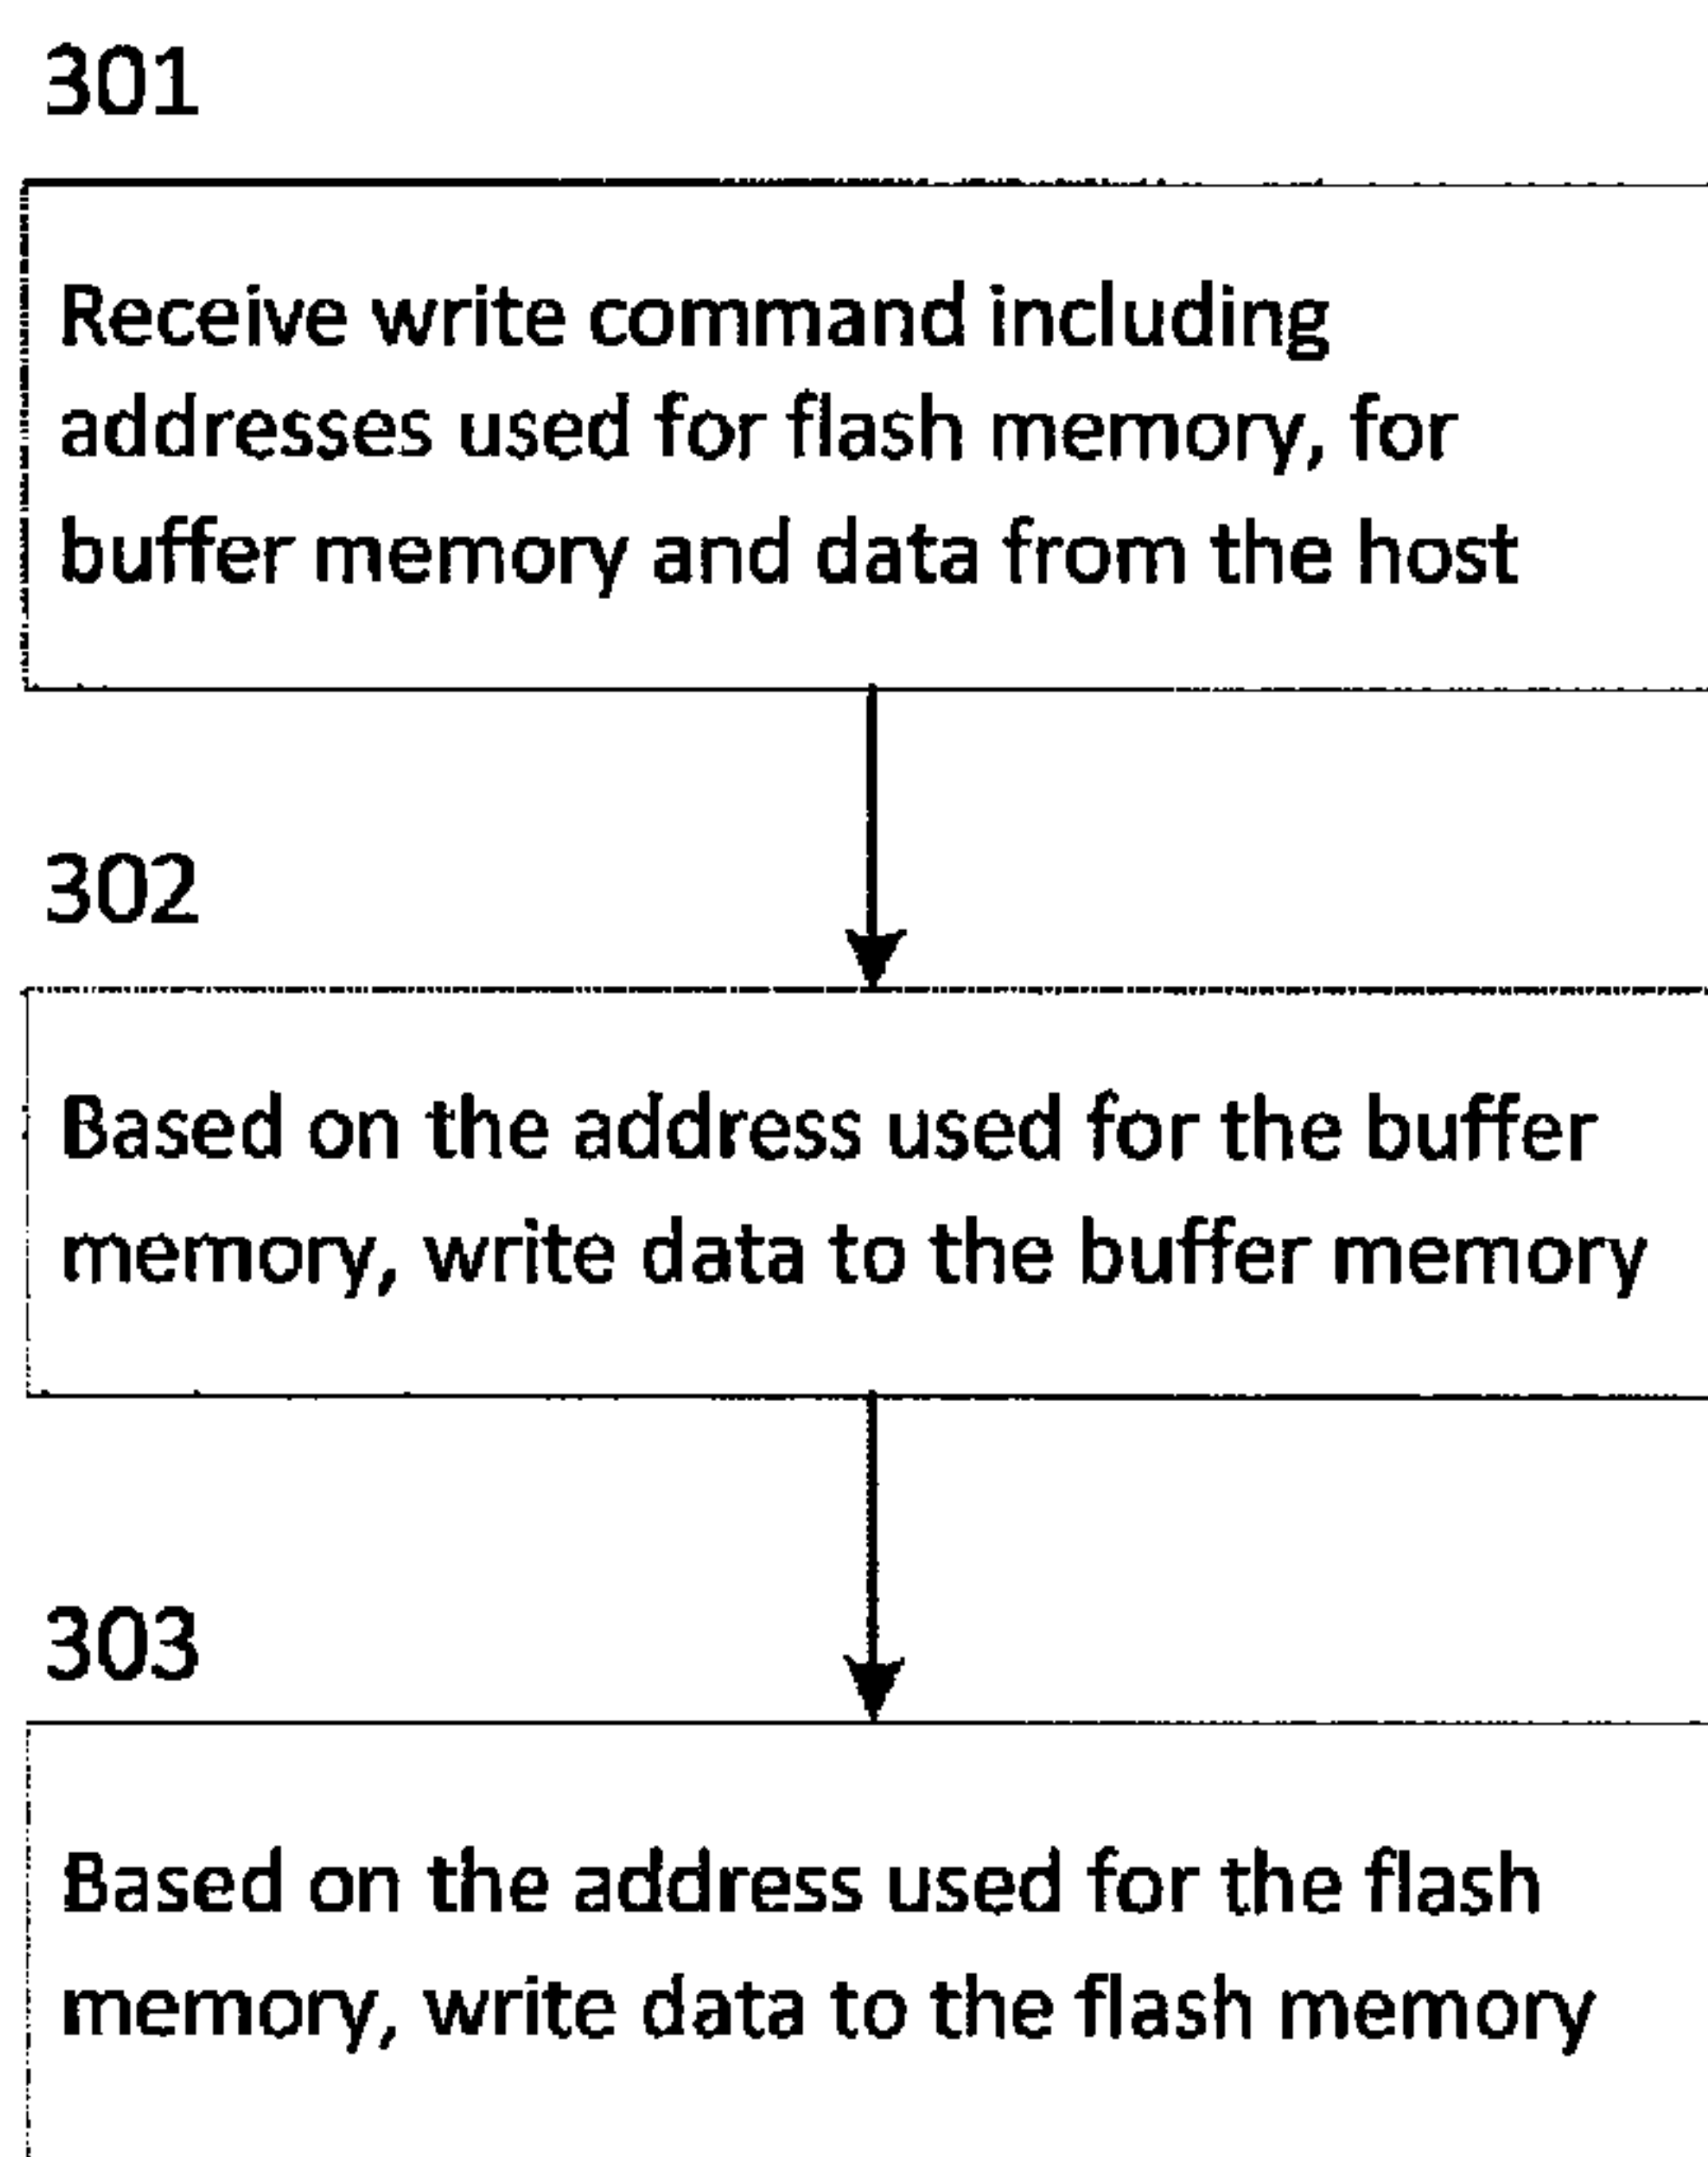 301
Receive write command including
addresses used for flash memory, for
buffer memory and data from the host
302
Based on the address used for the buffer
memory, write data to the buffer memory
303
Based on the address used for the flash
memory, write data to the flash memory